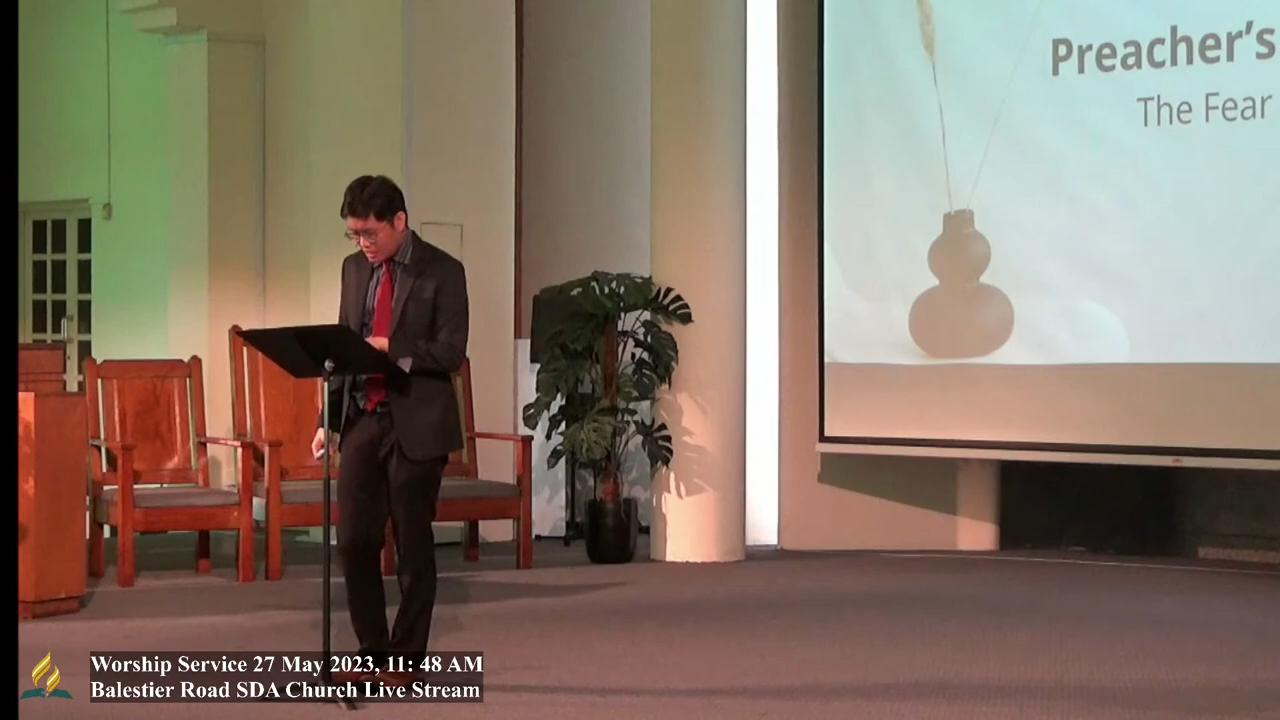 Preacher's
The Fear
Worship Service 27 May 2023, 11: 48 AM
Balestier Road SDA Church Live Stream